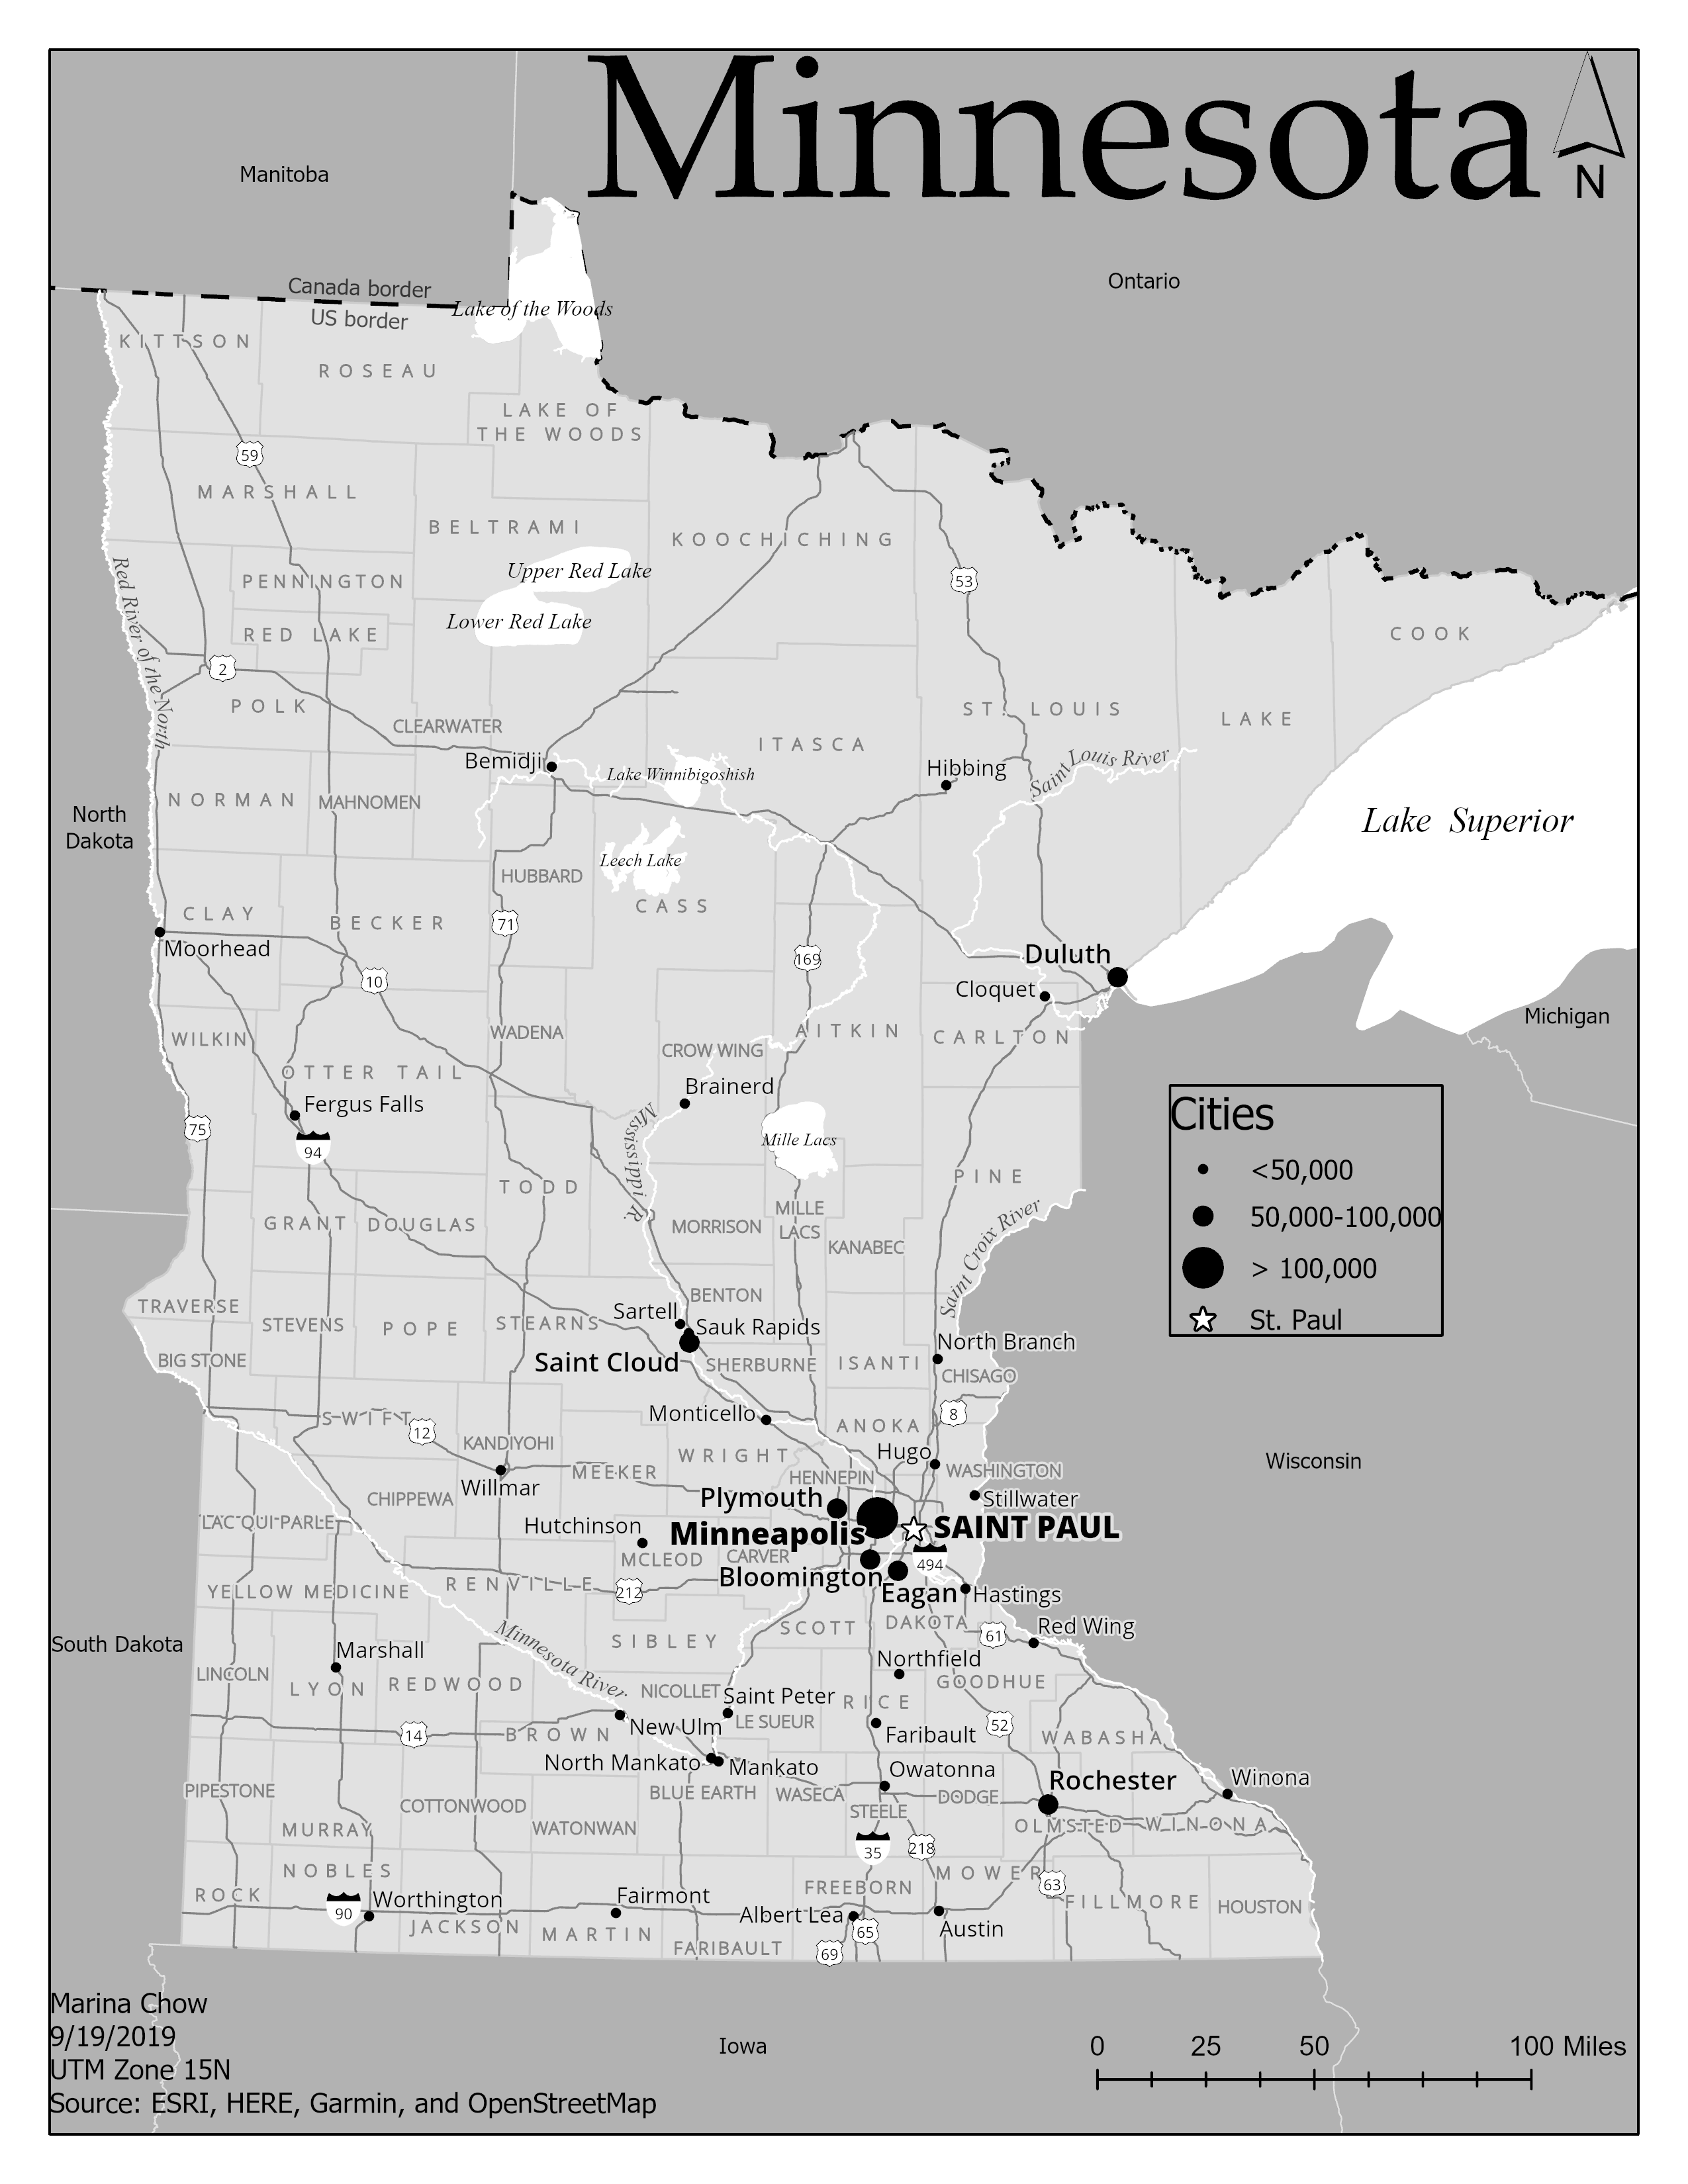 Minnesota
N
Manitoba
Ontario
Canada border
US border
Lake of the Woods
KITTSON
ROSEAU
LAKE OF
THE WOODS
59
MARSHALL
BELTRAMI
KOOCHICHING
Upper Red Lake
PENNINGTON
53
Lower Red Lake
RED LAKE
COOK
Red River of the North
2
POLK
CLEARWATER
ST. LOUIS
LAKE
ITASCA
Bemidji
Lake Winnibigoshish
Hibbing
Saint Louis River
NORMAN
MAHNOMEN
North
Dakota
Lake Superior
Leech Lake
HUBBARD
CASS
CLAY
BECKER
71
Moorhead
169
Duluth
10
Cloquet
Michigan
WILKIN
WADENA
AITKIN
CARLTON
CROW WING
OTTER TAIL
Brainerd
Fergus Falls
Cities
75
94
Mississippi R.
Mille Lacs
<50,000
PINE
TODD
50,000-100,000
MILLE
LACS
GRANT
DOUGLAS
MORRISON
KANABEC
Saint Croix River
> 100,000
BENTON
TRAVERSE
Sartell
St. Paul
STEVENS
POPE
STEARNS
Sauk Rapids
North Branch
BIG STONE
Saint Cloud
SHERBURNE
ISANTI
CHISAGO
Monticello
8
SWIFT
12
ANOKA
KANDIYOHI
WRIGHT
Hugo
Wisconsin
MEEKER
HENNEPIN
WASHINGTON
Willmar
CHIPPEWA
Plymouth
Stillwater
LAC QUI PARLE
Hutchinson
Minneapolis
SAINT PAUL
MCLEOD
CARVER
494
Bloomington
RENVILLE
212
YELLOW MEDICINE
Eagan
Hastings
SCOTT
DAKOTA
Red Wing
61
Minnesota River
SIBLEY
South Dakota
Marshall
Northfield
LINCOLN
LYON
REDWOOD
NICOLLET
GOODHUE
Saint Peter
RICE
LE SUEUR
52
New Ulm
14
BROWN
Faribault
WABASHA
North Mankato
Mankato
Owatonna
Rochester
Winona
PIPESTONE
BLUE EARTH
WASECA
DODGE
COTTONWOOD
STEELE
MURRAY
WATONWAN
OLMSTED
WINONA
35
218
NOBLES
MOWER
63
ROCK
FREEBORN
90
Worthington
Fairmont
FILLMORE
HOUSTON
Albert Lea
JACKSON
MARTIN
65
Austin
FARIBAULT
69
Marina Chow
9/19/2019
UTM Zone 15N
Source: ESRI, HERE, Garmin, and OpenStreetMap
Iowa
0 25 50 100 Miles